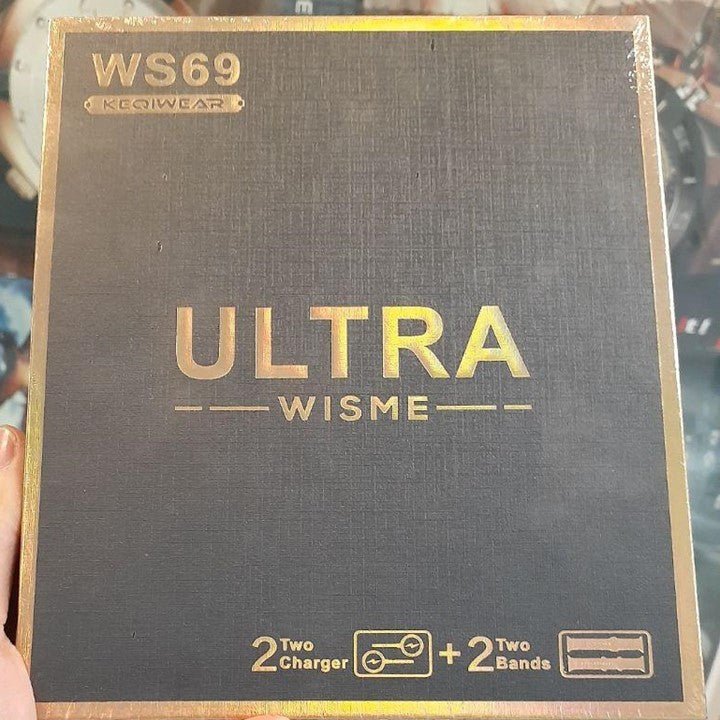 WS69
KEQIWEAR
ULTRA
WISME
2 Two Charger + 2 Two Bands